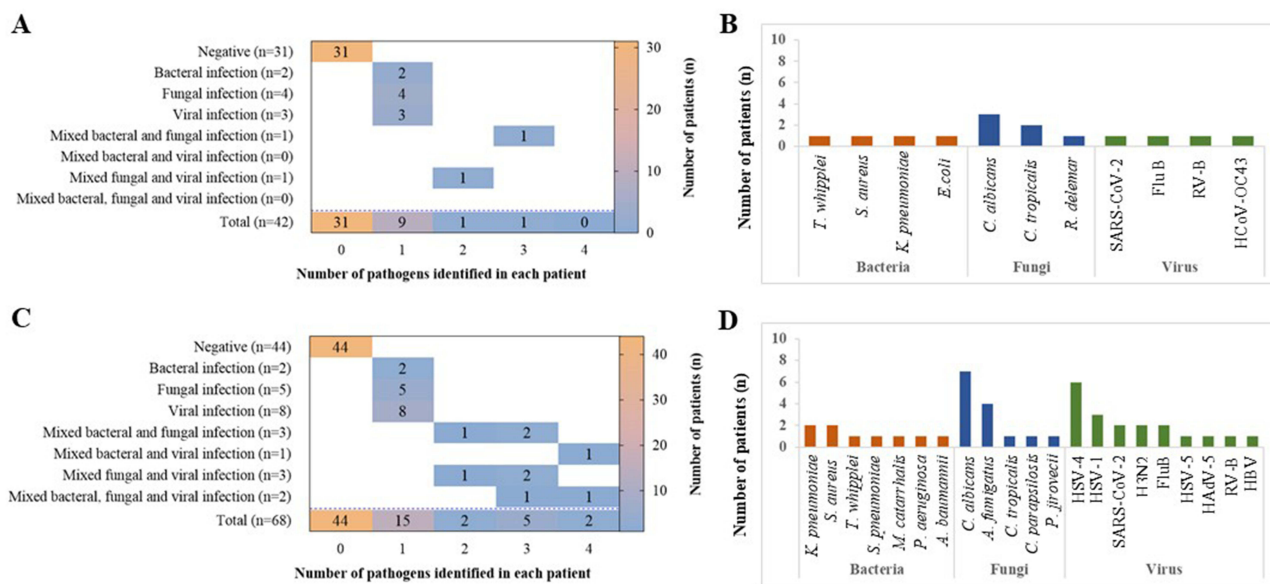 A
Negative (n=31)
Bacteral infection (n=2)
Fungal infection (n=4)
Viral infection (n=3)
Mixed bacterial and fungal infection (n=1)
Mixed bacterial and viral infection (n=0)
Mixed fungal and viral infection (n=1)
Mixed bacterial, fungal and viral infection (n=0)
Total (n=42)
31
2
4
3
1
1
31 9 1 1 0
0 1 2 3 4
Number of pathogens identified in each patient
30
20
10
0
Number of patients (n)
B
Number of patients (n)
10
8
6
4
2
0
T. whipplei
S. aureus
K. pneumoniae
E.coli
C. albicans
C. tropicalis
R. delemar
SARS-CoV-2
Flu B
RV-B
HCoV-OC43
Bacteria Fungi Virus
C
Negative (n=44)
Bacteral infection (n=2)
Fungal infection (n=5)
Viral infection (n=8)
Mixed bacterial and fungal infection (n=3)
Mixed bacterial and viral infection (n=1)
Mixed fungal and viral infection (n=3)
Mixed bacterial, fungal and viral infection (n=2)
Total (n=68)
44
2
5
8
1 2
1
1 2
1 1
44 15 2 5 2
0 1 2 3 4
Number of pathogens identified in each patient
40
30
20
10
Number of patients (n)
D
Number of patients (n)
10
8
6
4
2
0
K. pneumoniae
S. aureus
T. whipplei
S. pneumoniae
M. catarrhalis
P. aeruginosa
A. baumamnii
C. albicans
A. fumigatus
C. tropicalis
C. parapsilosis
P. jirovecii
HSV-4
HSV-1
SARS-CoV-2
H3N2
FluB
HSV-5
HAdV-5
RV-B
HBV
Bacteria Fungi Virus